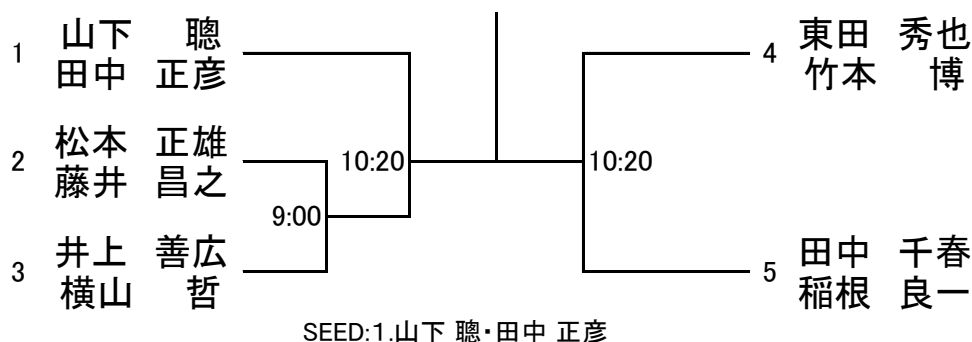 1
山下 聰
田中 正彦
2
松本 正雄
藤井 昌之
3
井上 善広
横山 哲
9:00
10:20
10:20
4
東田 秀也
竹本 博
5
田中 千春
稲根 良一
SEED:1.山下 聰・田中 正彦